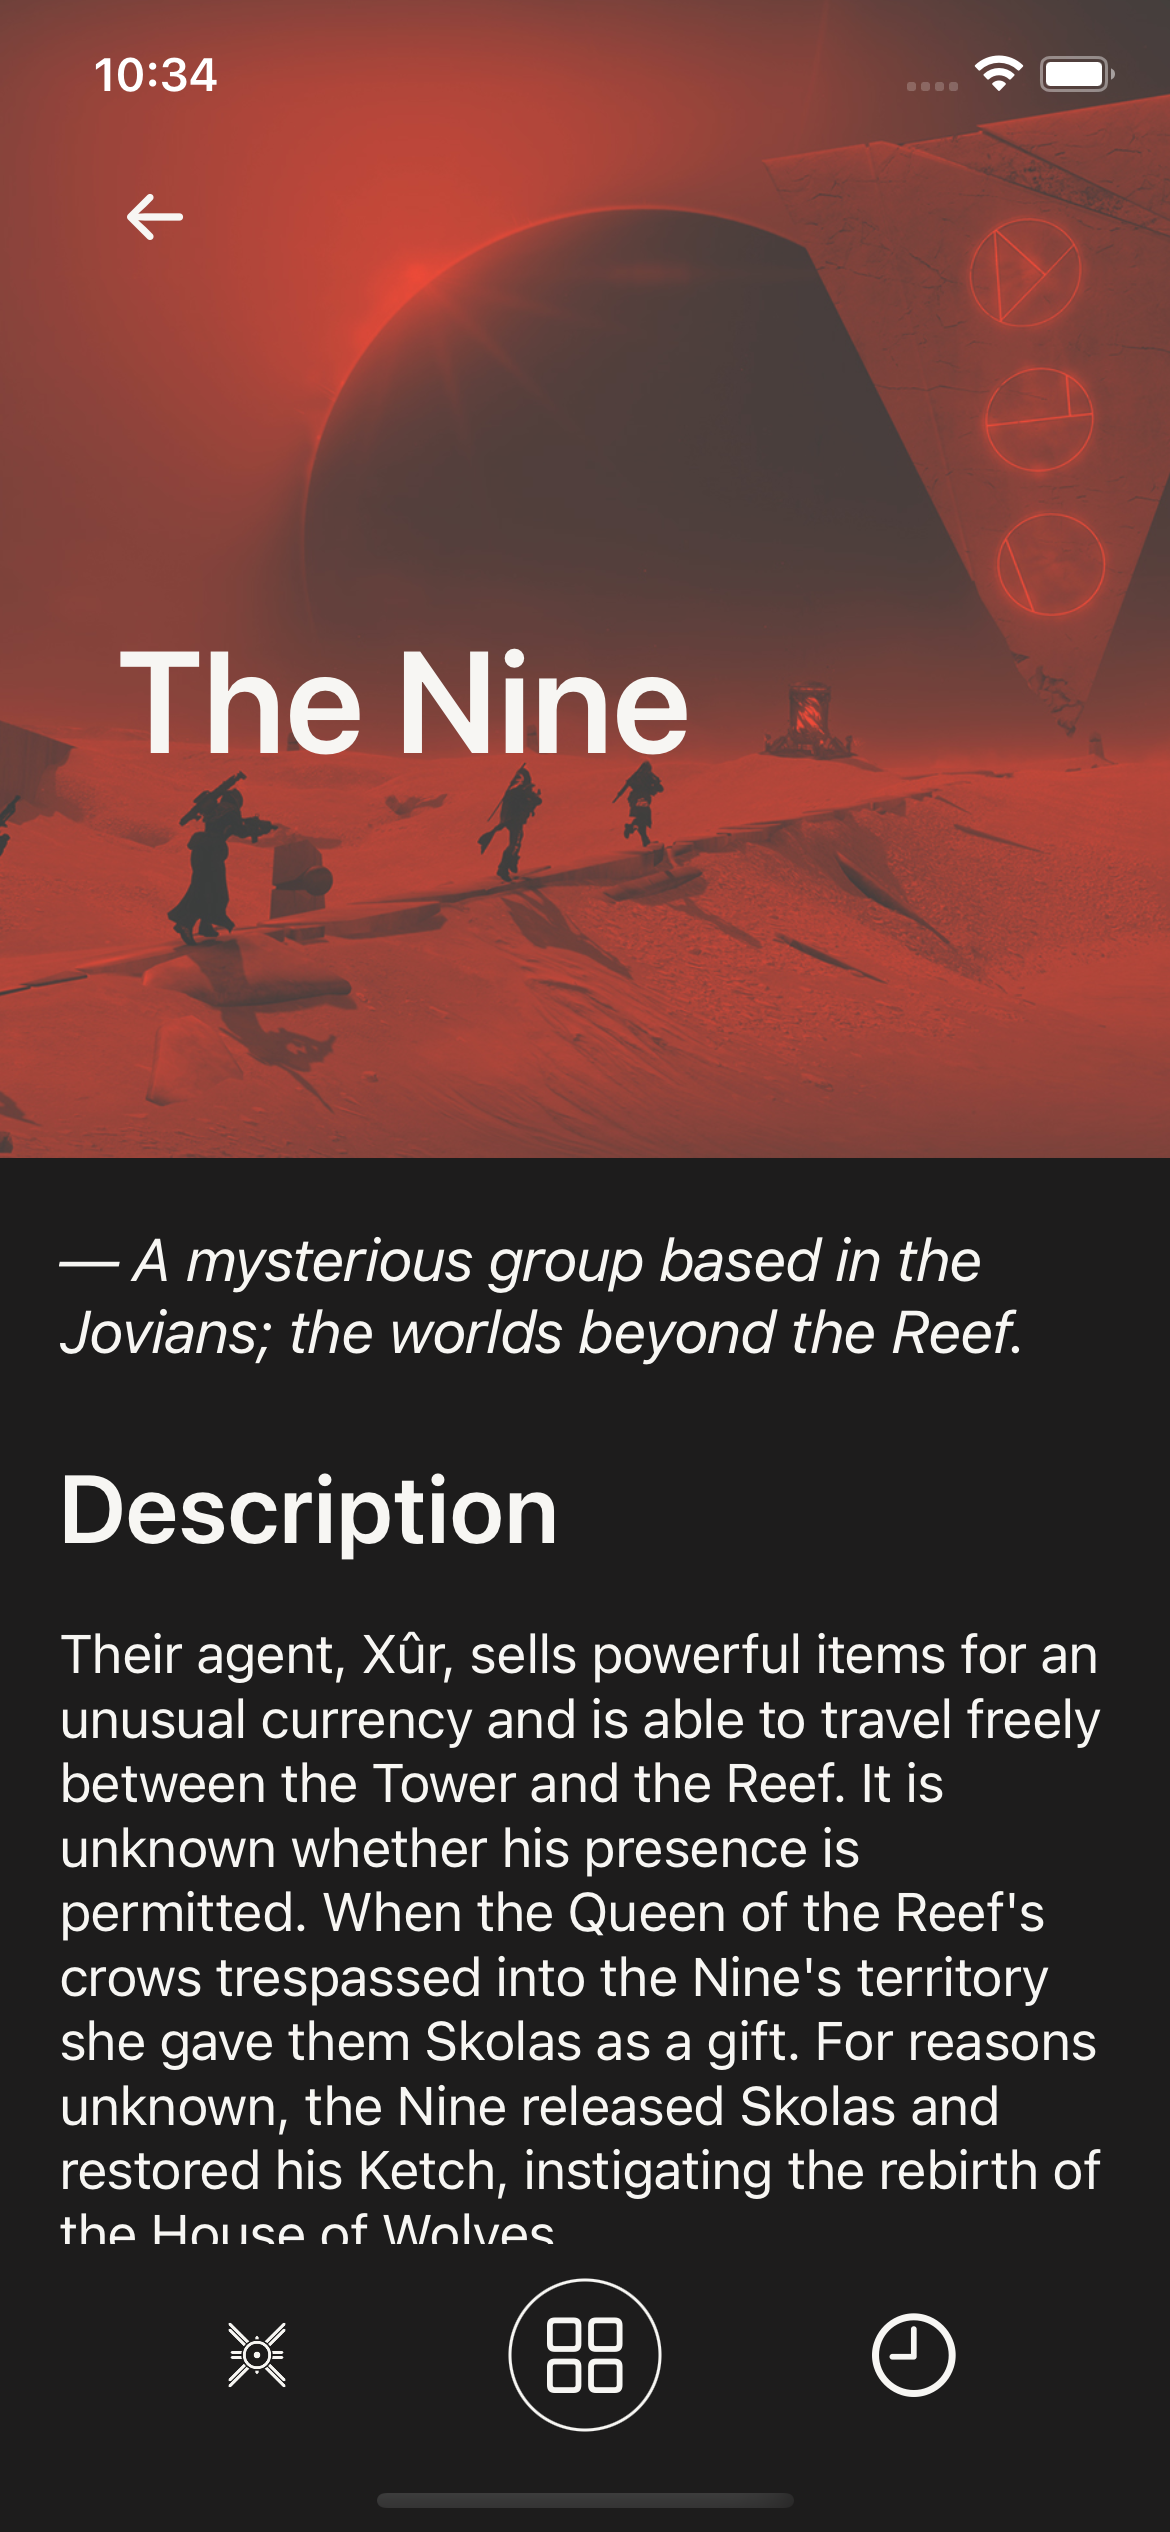 10:34
The Nine
— A mysterious group based in the
Jovians; the worlds beyond the Reef.
Description
Their agent, Xûr, sells powerful items for an
unusual currency and is able to travel freely
between the Tower and the Reef. It is
unknown whether his presence is
permitted. When the Queen of the Reef's
crows trespassed into the Nine's territory
she gave them Skolas as a gift. For reasons
unknown, the Nine released Skolas and
restored his Ketch, instigating the rebirth of
the House of Wolves